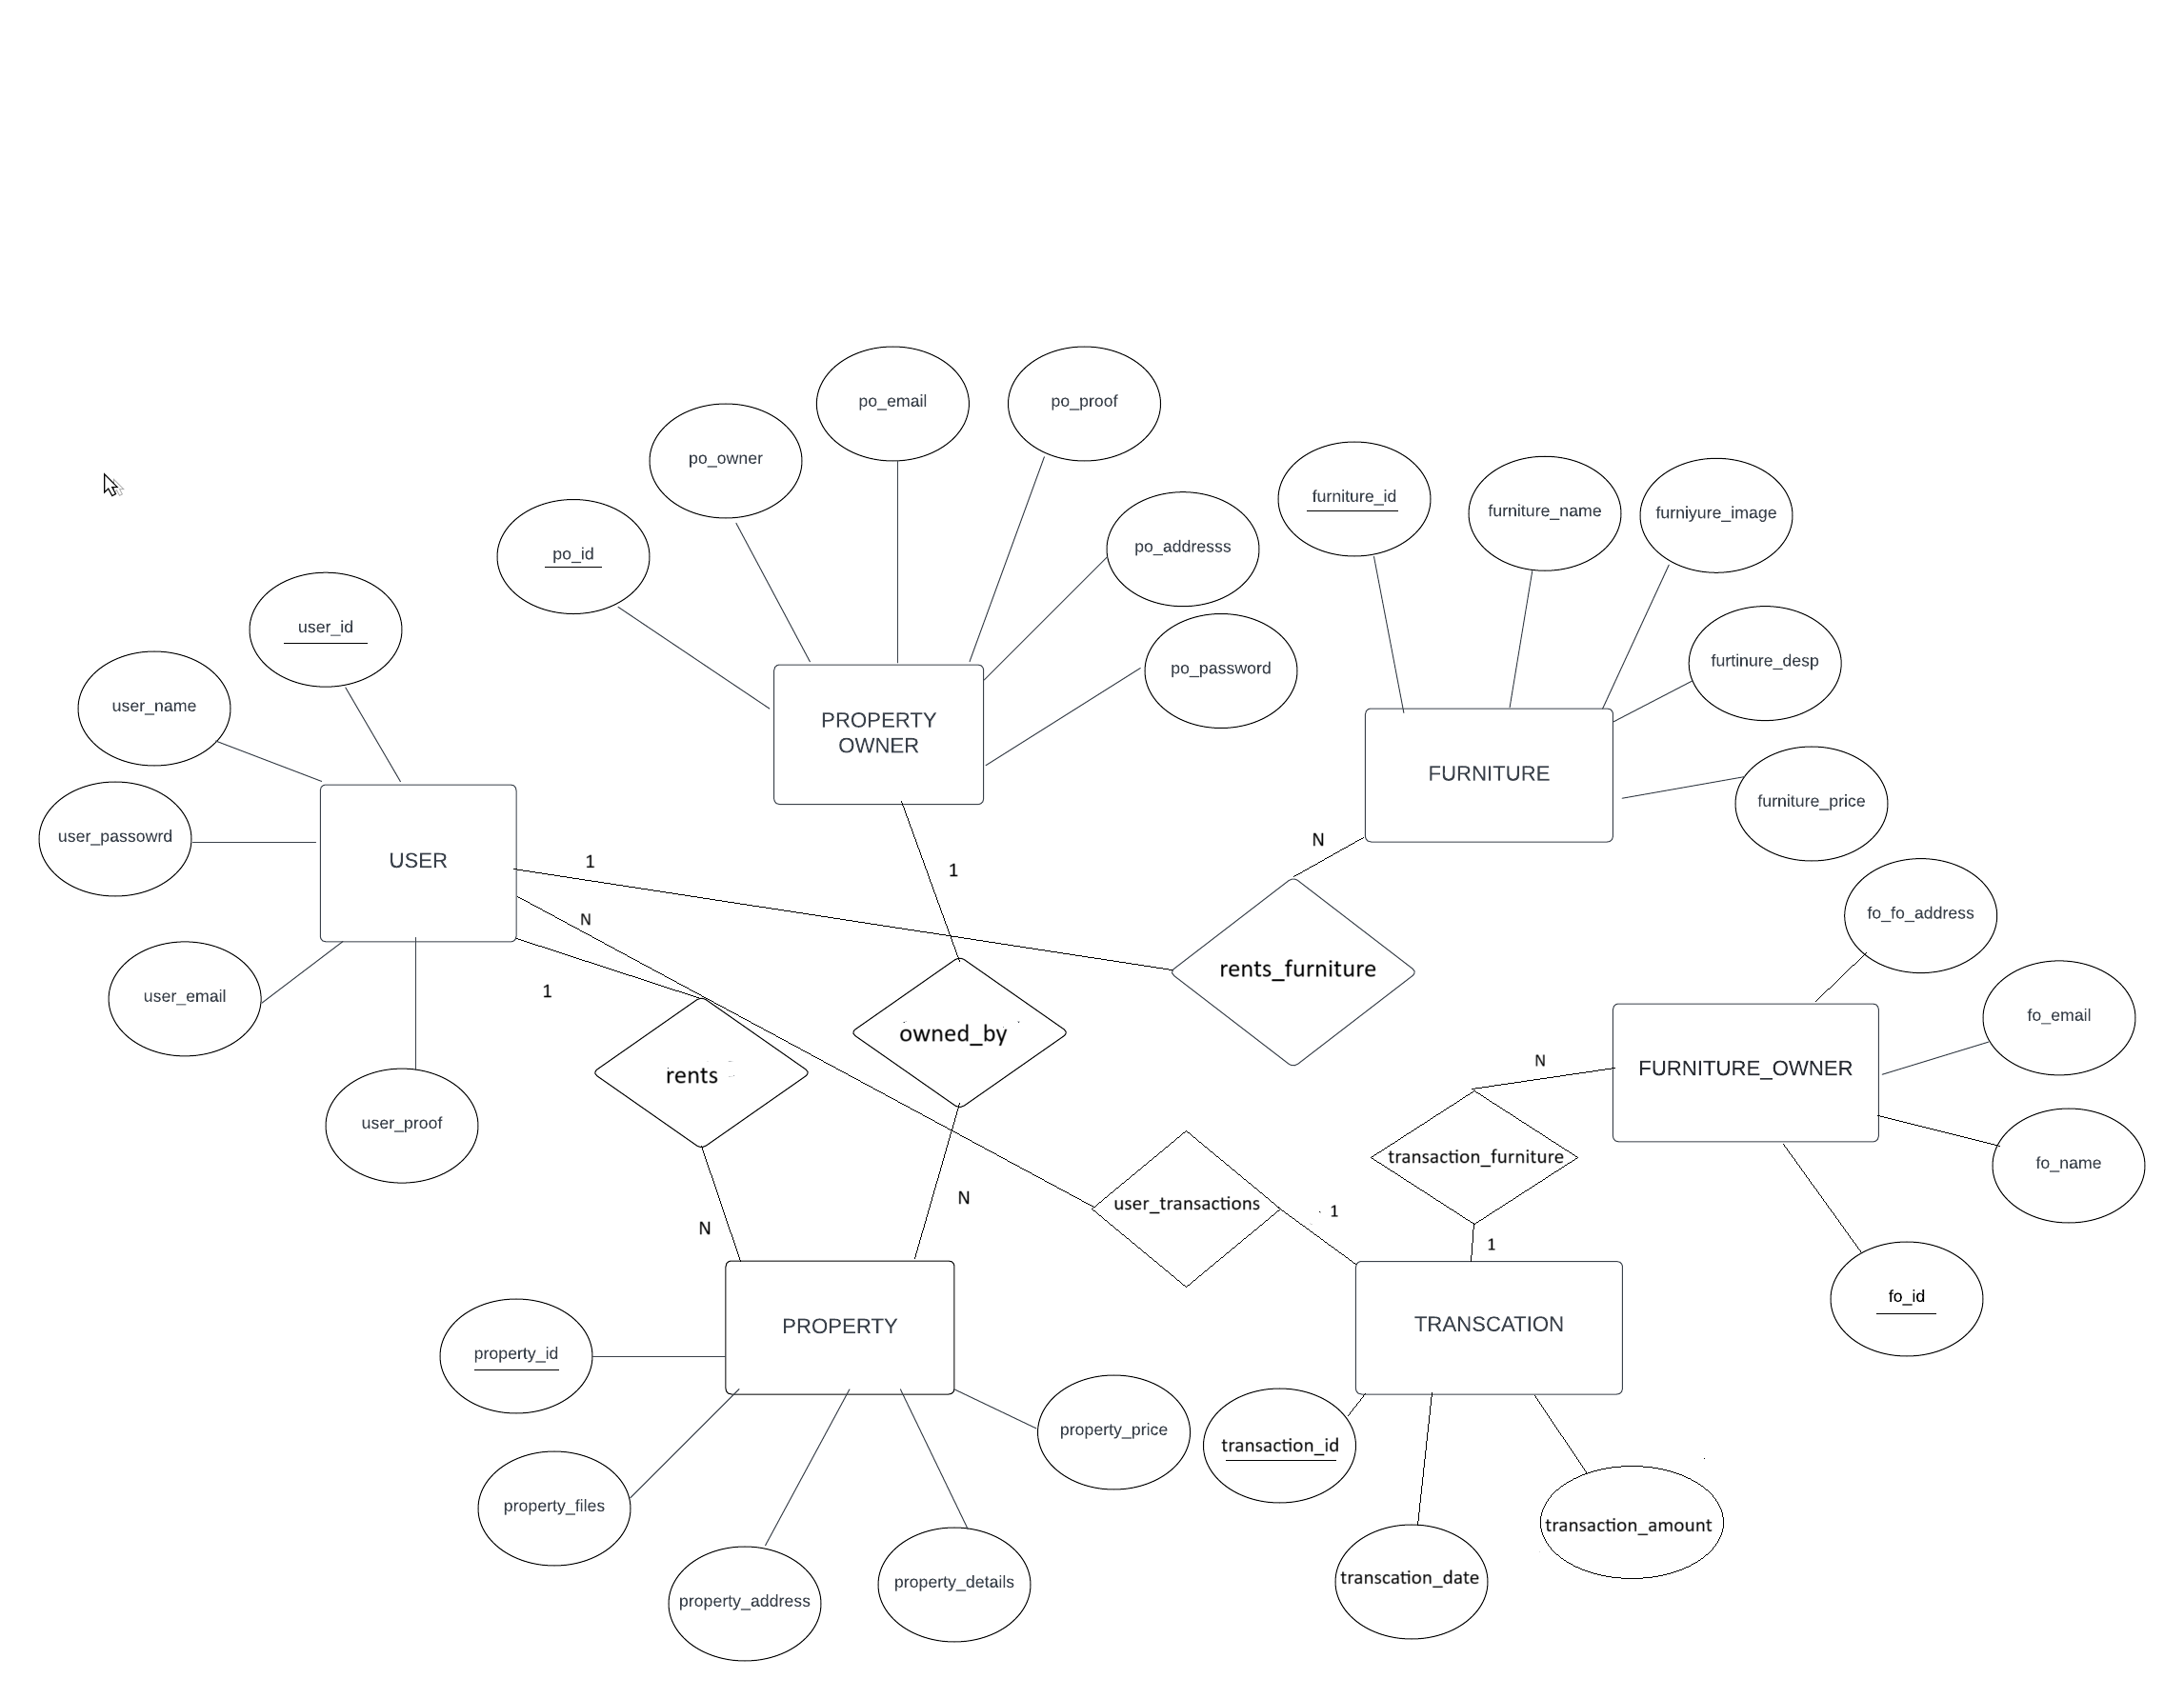 po_email
po_proof
po_owner
furniture_id
furniture_name
furniyure_image
po_id
po_addresss
user_id
furtinure_desp
po_password
user_name
PROPERTY
OWNER
FURNITURE
furniture_price
user_passowrd
N
USER
1
1
N
fo_fo_address
rents_furniture
user_email
1
owned_by
fo_email
N
FURNITURE_OWNER
rents
user_proof
transaction_furniture
fo_name
N
user_transactions
1
N
1
fo_id
PROPERTY
TRANSCATION
property_id
property_price
transaction_id
property_files
transaction_amount
property_details
transcation_date
property_address